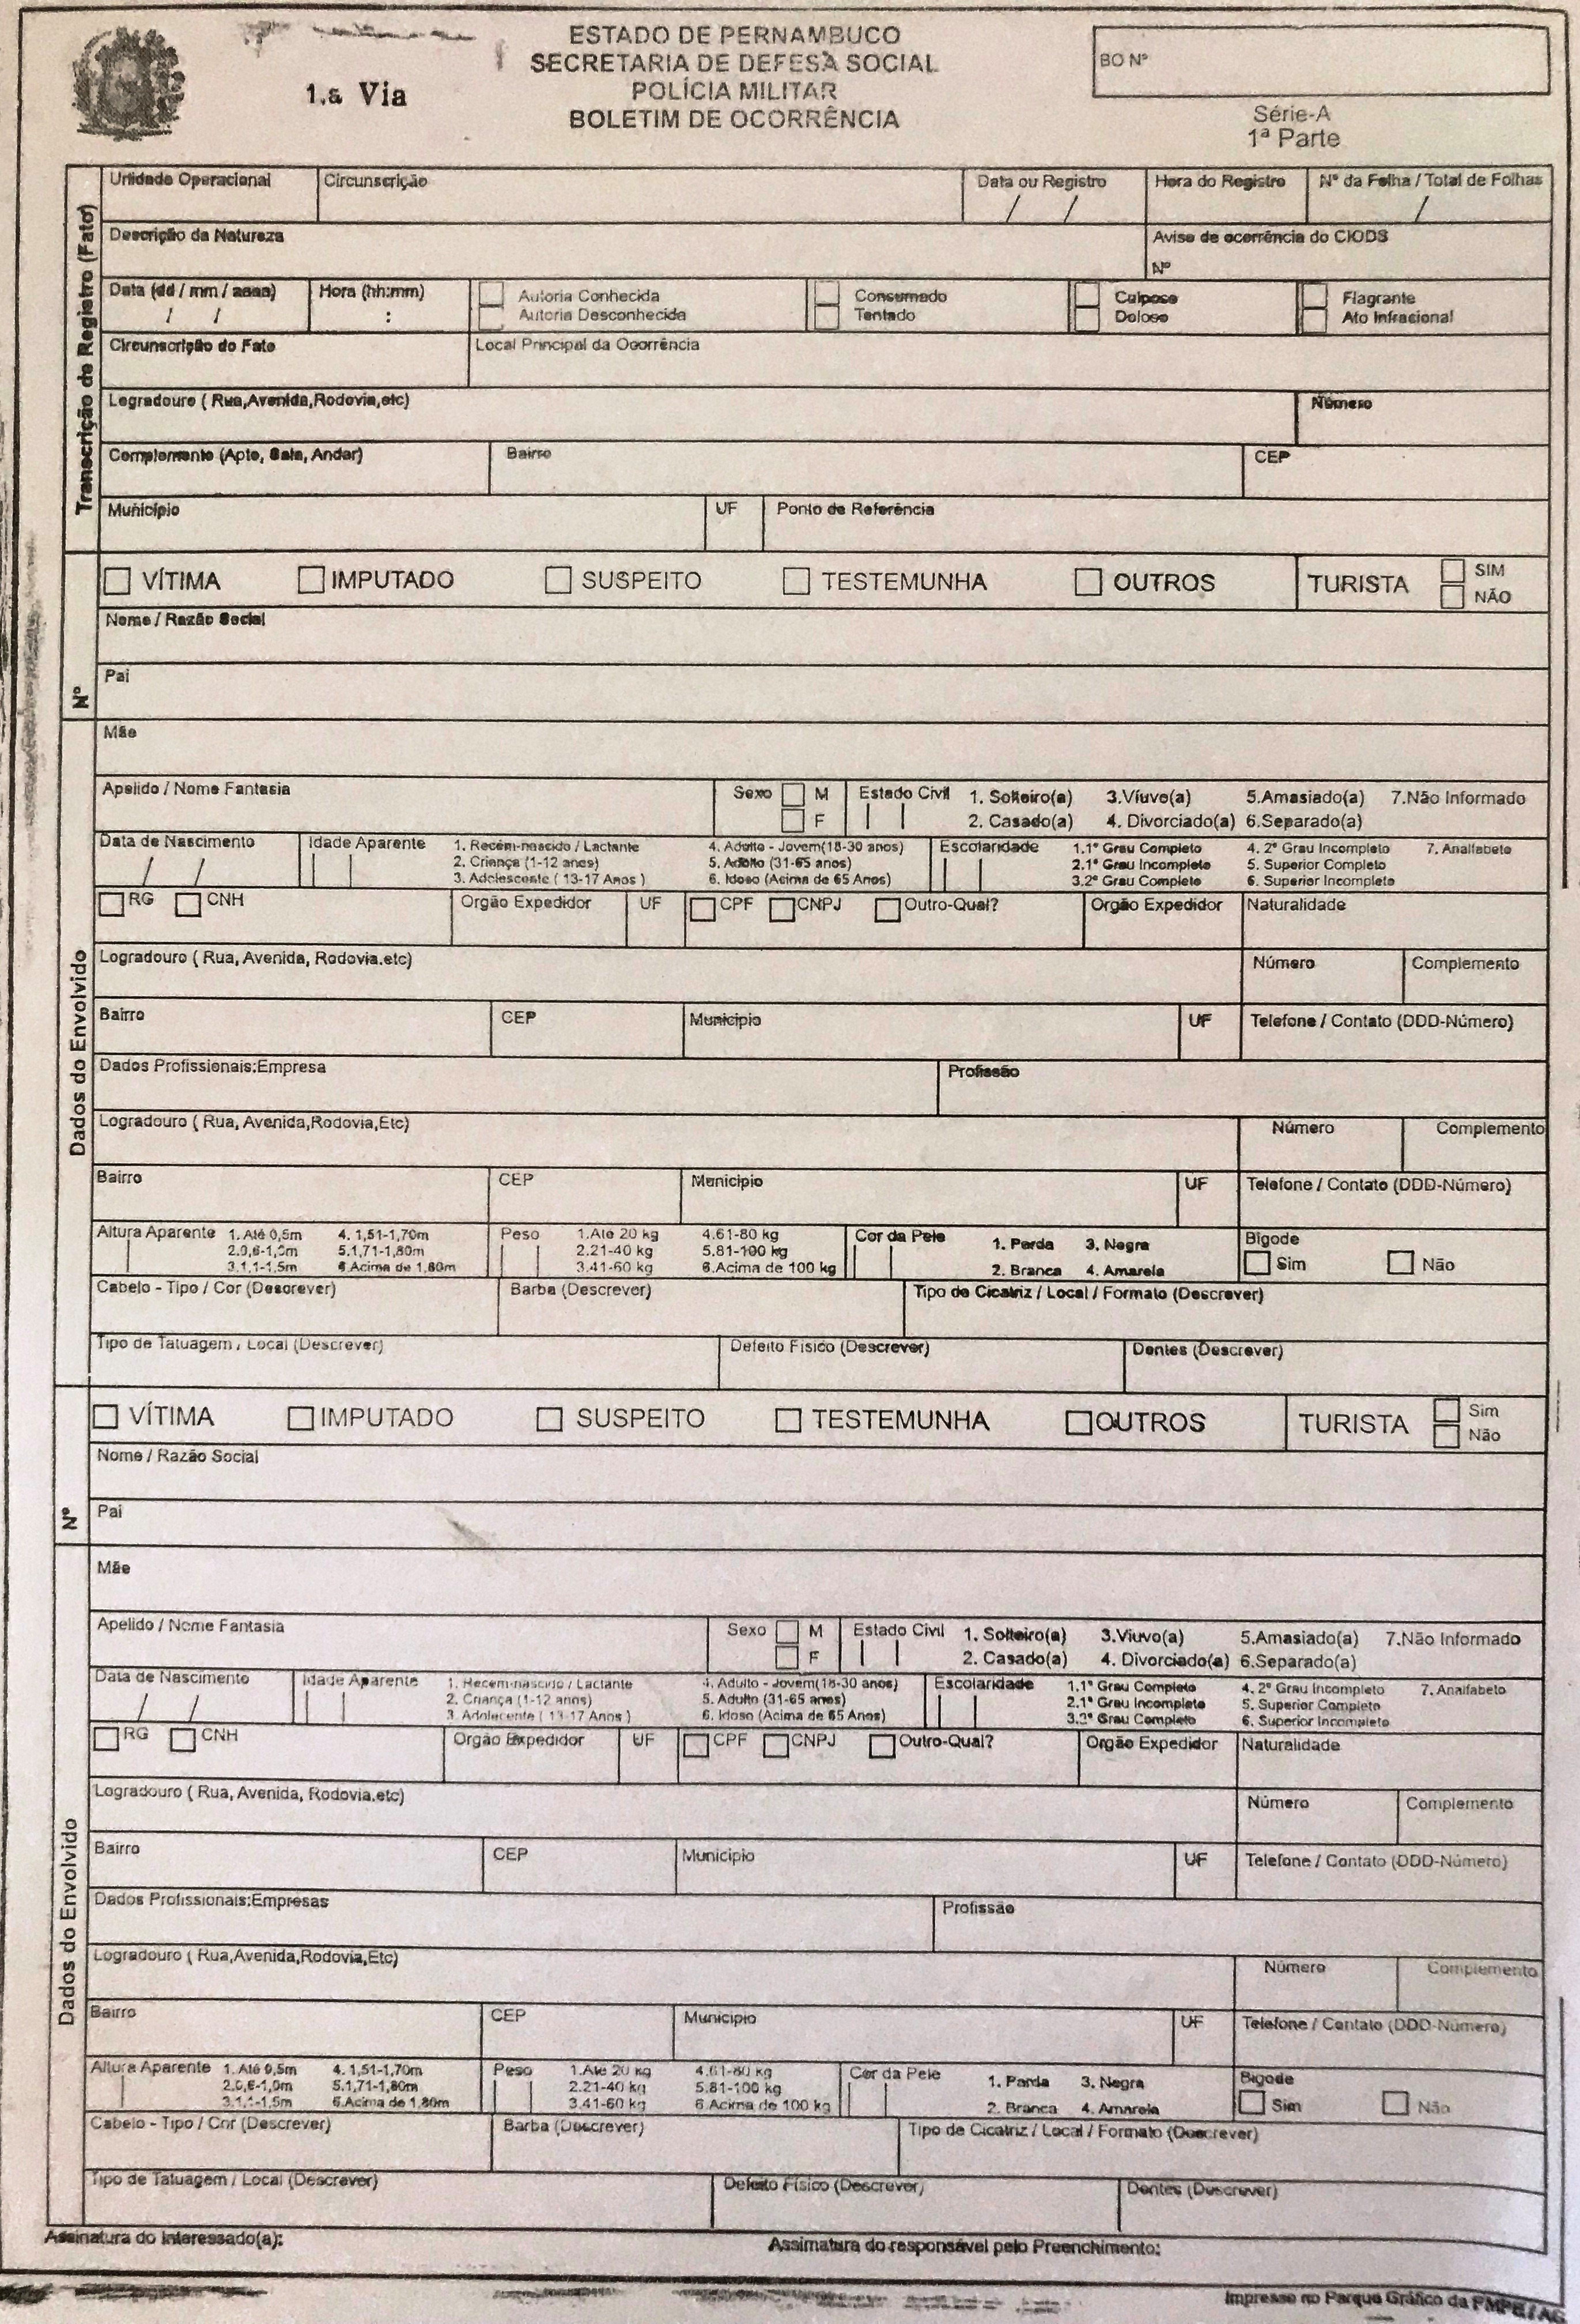 ESTADO DE PERNAMBUCO
SECRETARIA DE DEFESA SOCIAL
POLÍCIA MILITAR
BOLETIM DE OCORRÊNCIA
1.a Via
BO Nº
Série-A
1ª Parte
Transcrição de Registro (Fato)
Unidade Operacional Circunscrição Data ou Registro Hora do Registro Nº da Folha / Total de Folhas
/ / /
Descrição da Natureza Aviso de ocorrência do CIODS
Nº
Data (dd / mm / aaaa) Hora (hh:mm) Autoria Conhecida Consumado Culposo Flagrante
/ / : Autoria Desconhecida Tentado Doloso Ato Infracional
Circunscrição do Fato Local Principal da Ocorrência
Logradouro ( Rua,Avenida,Rodovia,etc) Número
Complemento (Apto, Sala, Andar) Bairro CEP
Município UF Ponto de Referência
Nº
VÍTIMA IMPUTADO SUSPEITO TESTEMUNHA OUTROS TURISTA SIM
NÃO
Nome / Razão Social
Pai
Dados do Envolvido
Mãe
Apelido / Nome Fantasia Sexo M Estado Civil 1. Solteiro(a) 3.Víuvo(a) 5.Amasiado(a) 7.Não Informado
F 2. Casado(a) 4. Divorciado(a) 6.Separado(a)
Data de Nascimento Idade Aparente 1. Recém-nascido / Lactante 4. Adulto - Jovem(18-30 anos) Escolaridade 1.1º Grau Completo 4. 2º Grau Incompleto 7. Analfabeto
/ / 2. Criança (1-12 anos) 5. Adulto (31-65 anos) 2.1º Grau Incompleto 5. Superior Completo
3. Adolescente ( 13-17 Anos ) 6. Idoso (Acima de 65 Anos) 3.2º Grau Completo 6. Superior Incompleto
RG CNH Orgão Expedidor UF CPF CNPJ Outro-Qual? Orgão Expedidor Naturalidade
Logradouro ( Rua, Avenida, Rodovia.etc) Número Complemento
Bairro CEP Municipio UF Telefone / Contato (DDD-Número)
Dados Profissionais:Empresa Profissão
Logradouro ( Rua, Avenida,Rodovia,Etc) Número Complemento
Bairro CEP Municipio UF Telefone / Contato (DDD-Número)
Altura Aparente 1. Até 0,5m 4. 1,51-1,70m Peso 1.Ate 20 kg 4.61-80 kg Cor da Pele 1. Parda 3. Negra Bigode
2.0,6-1,0m 5.1,71-1,80m 2.21-40 kg 5.81-100 kg 2. Branca 4. Amarela Sim Não
3.1,1-1,5m 6.Acima de 1,80m 3.41-60 kg 6.Acima de 100 kg
Cabelo - Tipo / Cor (Descrever) Barba (Descrever) Tipo de Cicatriz / Local / Formato (Descrever)
Tipo de Tatuagem / Local (Descrever) Defeito Fisico (Descrever) Dentes (Descrever)
Nº
VÍTIMA IMPUTADO SUSPEITO TESTEMUNHA OUTROS TURISTA Sim
Não
Nome / Razão Social
Pai
Dados do Envolvido
Mãe
Apelido / Nome Fantasia Sexo M Estado Civil 1. Solteiro(a) 3.Viuvo(a) 5.Amasiado(a) 7.Não Informado
F 2. Casado(a) 4. Divorciado(a) 6.Separado(a)
Data de Nascimento Idade Aparente 1. Recem-nascido / Lactante 4. Adulto - Jovem(18-30 anos) Escolaridade 1.1º Grau Completo 4. 2º Grau Incompleto 7. Analfabeto
/ / 2. Criança (1-12 anos) 5. Adulto (31-65 anos) 2.1º Grau Incompleto 5. Superior Completo
3. Adolecente ( 13-17 Anos ) 6. Idoso (Acima de 65 Anos) 3.2º Grau Completo 6. Superior Incompleto
RG CNH Orgão Expedidor UF CPF CNPJ Outro-Qual? Orgão Expedidor Naturalidade
Logradouro ( Rua, Avenida, Rodovia.etc) Número Complemento
Bairro CEP Municipio UF Telefone / Contato (DDD-Número)
Dados Profissionais:Empresas Profissão
Logradouro ( Rua,Avenida,Rodovia,Etc) Número Complemento
Bairro CEP Municipio UF Telefone / Contato (DDD-Número)
Altura Aparente 1. Até 0,5m 4. 1,51-1,70m Peso 1.Ate 20 kg 4.61-80 kg Cor da Pele 1. Parda 3. Negra Bigode
2.0,6-1,0m 5.1,71-1,80m 2.21-40 kg 5.81-100 kg 2. Branca 4. Amarela Sim Não
3.1,1-1,5m 6.Acima de 1,80m 3.41-60 kg 6.Acima de 100 kg
Cabelo - Tipo / Cor (Descrever) Barba (Descrever) Tipo de Cicatriz / Local / Formato (Descrever)
Tipo de Tatuagem / Local (Descrever) Defeito Físico (Descrever) Dentes (Descrever)
Assinatura do Interessado(a): Assimatura do responsável pelo Preenchimento:
Impresso no Parque Gráfico da PMPE / AG